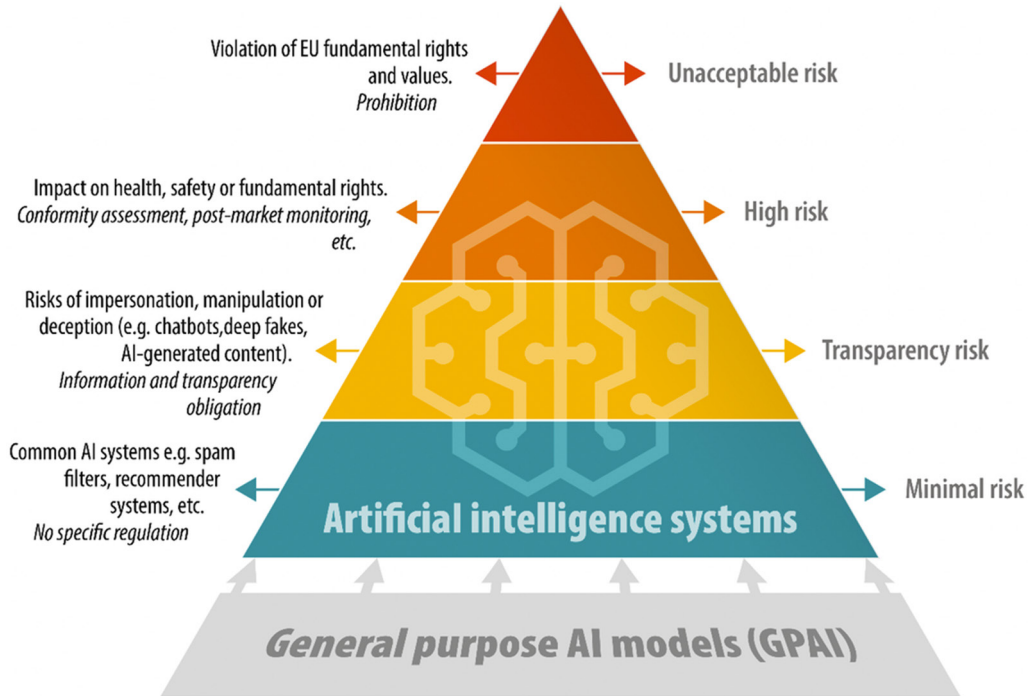 Violation of EU fundamental rights
and values.
Prohibition
Unacceptable risk
Impact on health, safety or fundamental rights.
Conformity assessment, post-market monitoring,
etc.
High risk
Risks of impersonation, manipulation or
deception (e.g. chatbots,deep fakes,
AI-generated content).
Information and transparency
obligation
Transparency risk
Common AI systems e.g. spam
filters, recommender
systems, etc.
No specific regulation
Minimal risk
Artificial intelligence systems
General purpose AI models (GPAI)